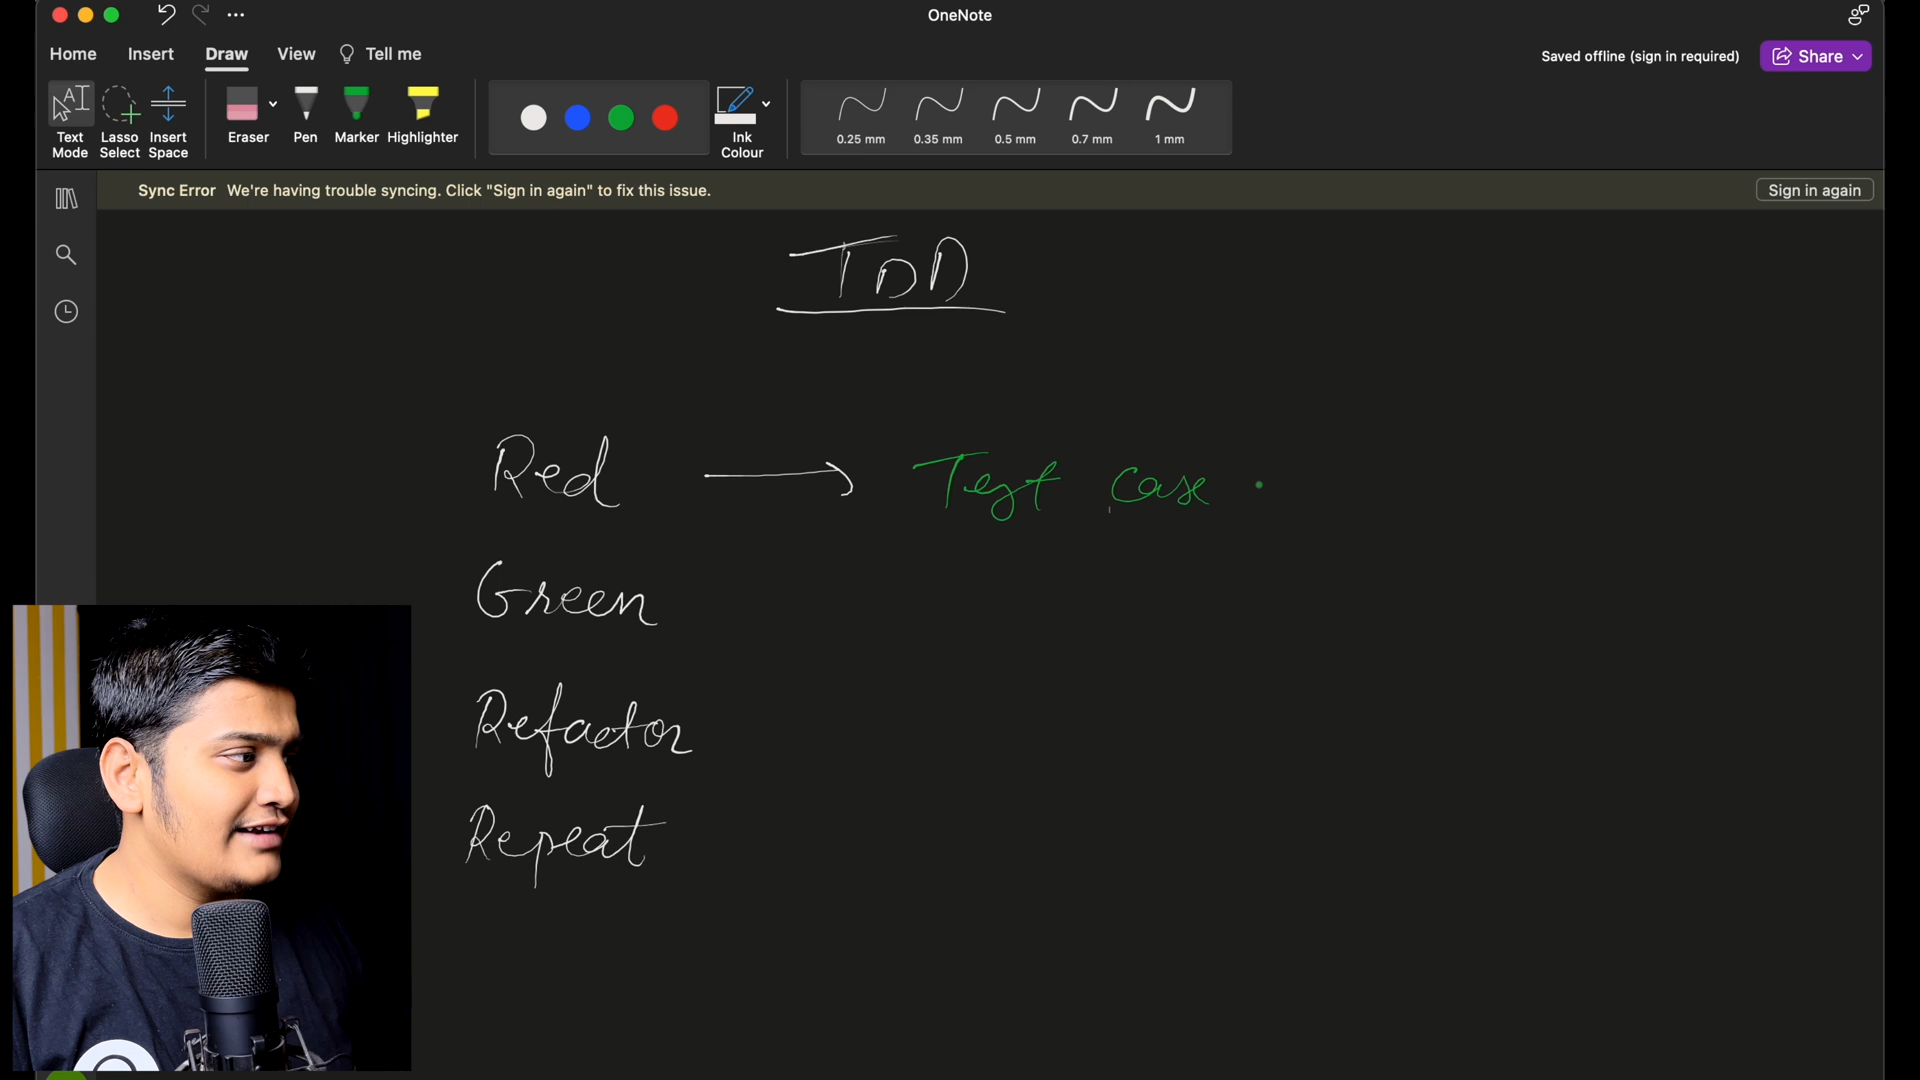 OneNote
Home Insert Draw View Tell me
Saved offline (sign in required) Share
Text Mode
Lasso Select
Insert Space
Eraser
Pen
Marker
Highlighter
Ink Colour
0.25 mm
0.35 mm
0.5 mm
0.7 mm
1 mm
Sync Error We're having trouble syncing. Click "Sign in again" to fix this issue.
Sign in again
TDD
Red → Test case
Green
Refactor
Repeat